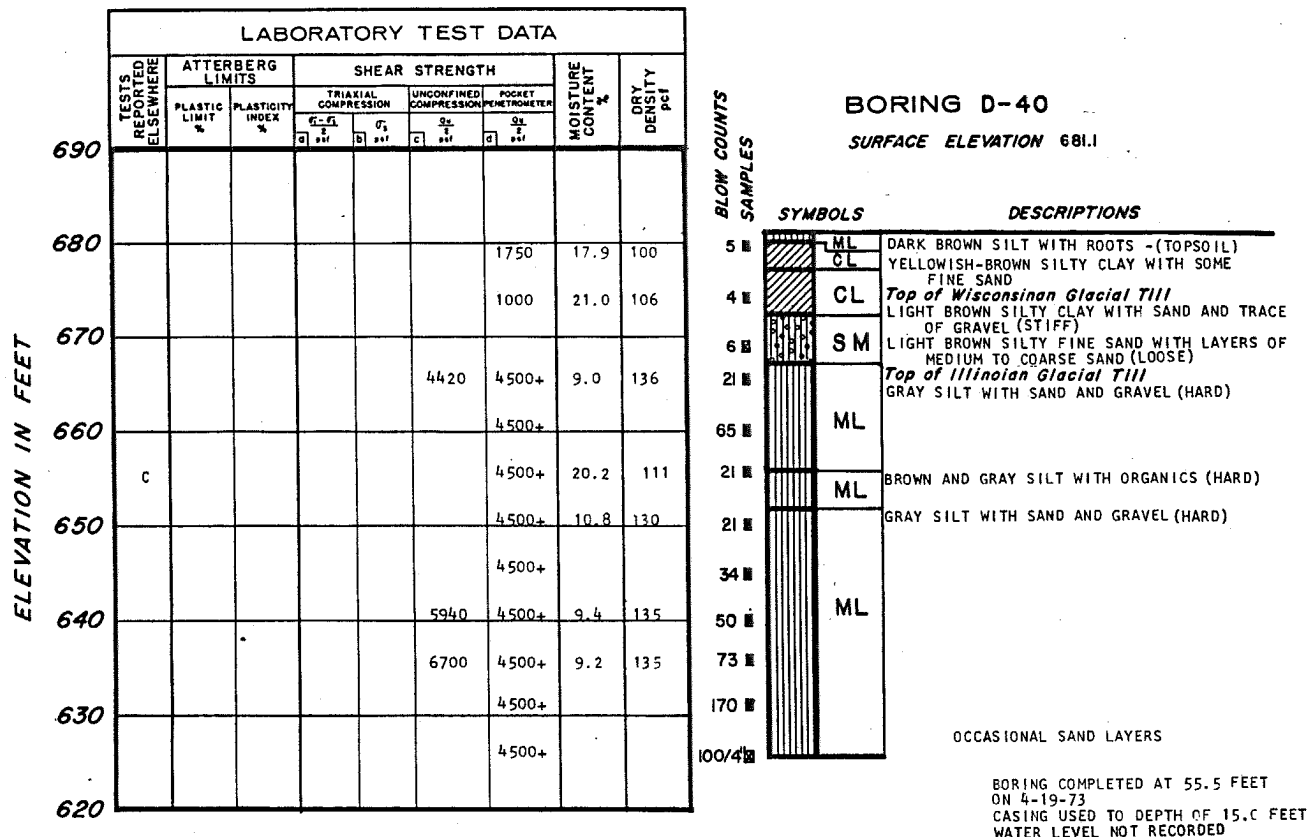 LABORATORY TEST DATA
TESTS REPORTED ELSEWHERE
ATTERBERG LIMITS
SHEAR STRENGTH
MOISTURE CONTENT %
DRY DENSITY pcf
PLASTIC LIMIT %
PLASTICITY INDEX %
TRIAXIAL COMPRESSION
UNCONFINED COMPRESSION
POCKET PENETROMETER
a psf
b psf
c psf
d psf
BORING D-40
SURFACE ELEVATION 681.1
BLOW COUNTS
SAMPLES
SYMBOLS
DESCRIPTIONS
ELEVATION IN FEET
690
680
670
660
650
640
630
620
1750 17.9 100
1000 21.0 106
4420 4500+ 9.0 136
4500+
C 4500+ 20.2 111
4500+ 10.8 130
4500+
5940 4500+ 9.4 135
6700 4500+ 9.2 135
4500+
4500+
5
4
6
21
65
21
21
34
50
73
170
100/4"
ML
CL
CL
SM
ML
ML
ML
DARK BROWN SILT WITH ROOTS -(TOPSOIL)
YELLOWISH-BROWN SILTY CLAY WITH SOME
FINE SAND
Top of Wisconsinan Glacial Till
LIGHT BROWN SILTY CLAY WITH SAND AND TRACE
OF GRAVEL (STIFF)
LIGHT BROWN SILTY FINE SAND WITH LAYERS OF
MEDIUM TO COARSE SAND (LOOSE)
Top of Illinoian Glacial Till
GRAY SILT WITH SAND AND GRAVEL (HARD)
BROWN AND GRAY SILT WITH ORGANICS (HARD)
GRAY SILT WITH SAND AND GRAVEL (HARD)
OCCASIONAL SAND LAYERS
BORING COMPLETED AT 55.5 FEET
ON 4-19-73
CASING USED TO DEPTH OF 15.0 FEET
WATER LEVEL NOT RECORDED